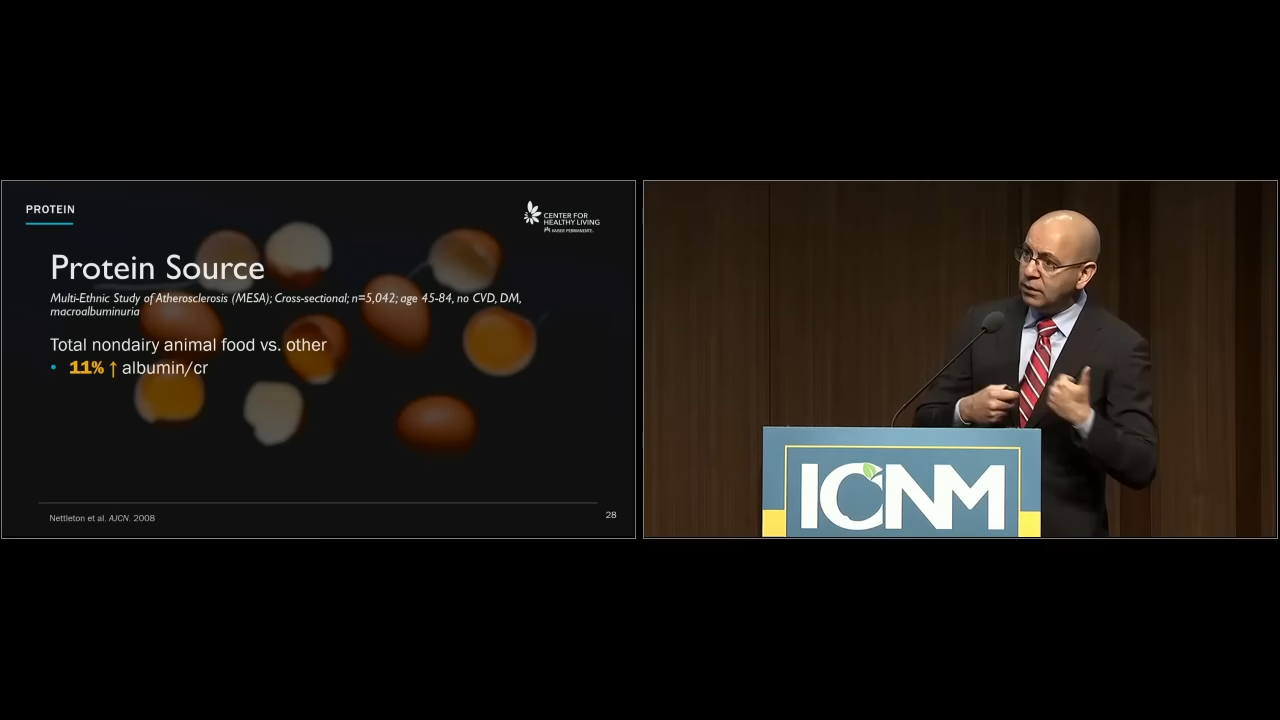 PROTEIN
CENTER FOR
HEALTHY LIVING
KAISER PERMANENTE.
Protein Source
Multi-Ethnic Study of Atherosclerosis (MESA); Cross-sectional; n=5,042; age 45-84, no CVD, DM,
macroalbuminuria
Total nondairy animal food vs. other
• 11% ↑ albumin/cr
Nettleton et al. AJCN. 2008
28
ICNM